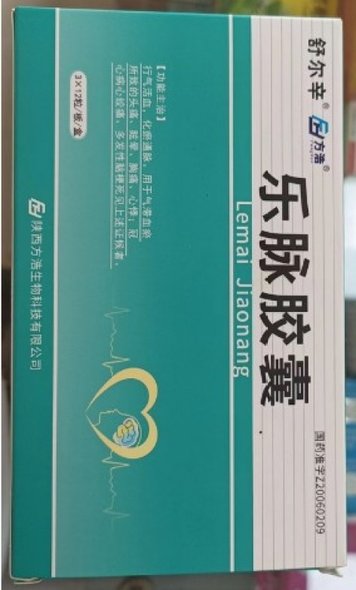 舒尔辛® 方浩®
乐脉胶囊
Lemai Jiaonang
国药准字Z20060209
【功能主治】
行气活血，化瘀通脉。用于气滞血瘀
所致的头痛、眩晕、胸痛、心悸；冠
心病心绞痛、多发性脑梗死见上述证候者。
3×12粒/板/盒
陕西方浩生物科技有限公司